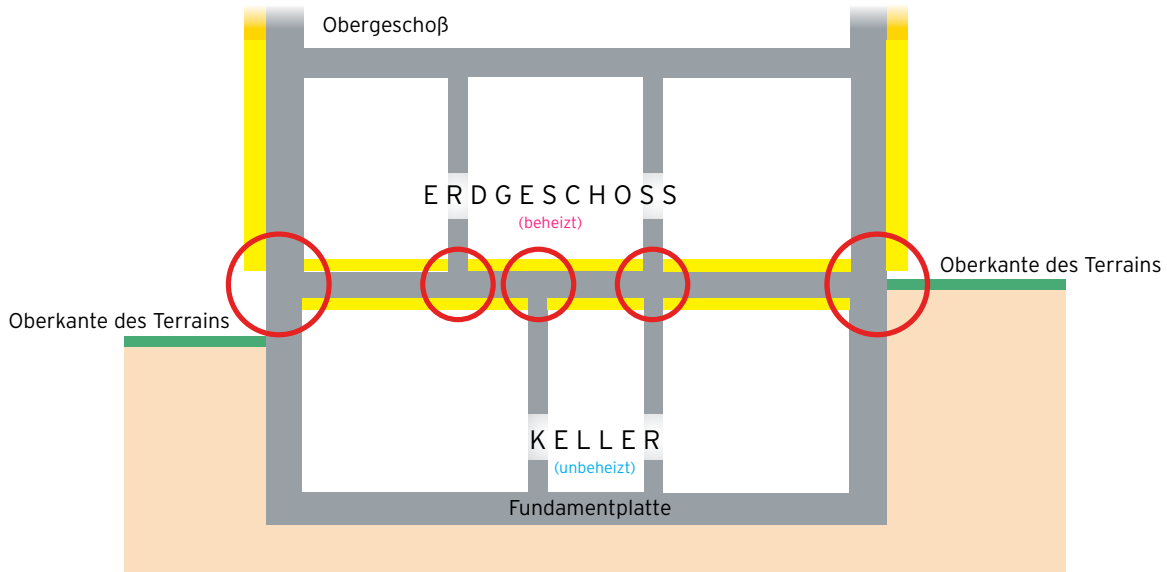 Obergeschoß
ERDGESCHOSS
(beheizt)
Oberkante des Terrains
Oberkante des Terrains
KELLER
(unbeheizt)
Fundamentplatte